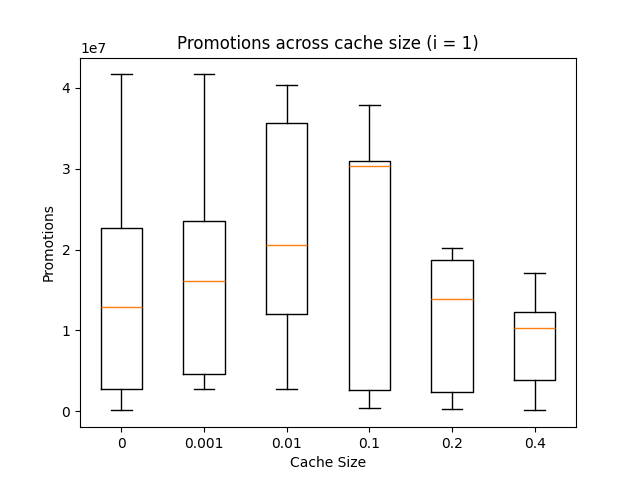 Promotions across cache size (i = 1)
1e7
4
3
2
1
0
Promotions
0 0.001 0.01 0.1 0.2 0.4
Cache Size